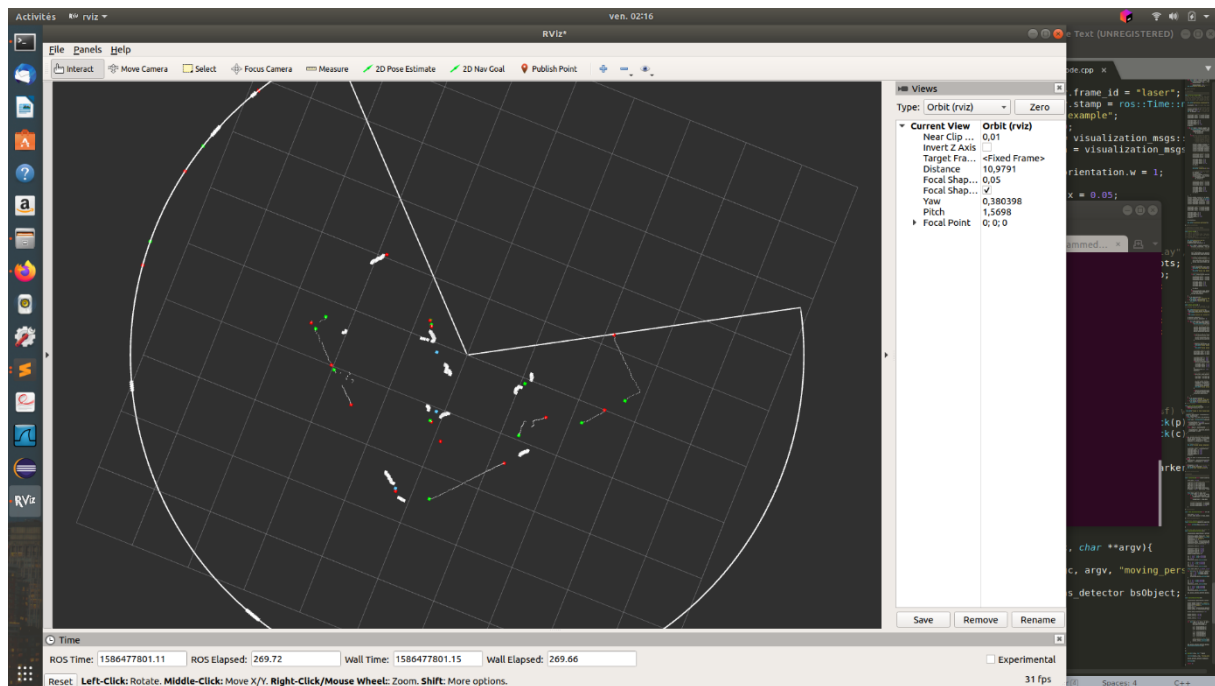 Activités RViz rviz ven. 02:16
RViz*
e Text (UNREGISTERED)
File Panels Help
Interact Move Camera Select Focus Camera Measure 2D Pose Estimate 2D Nav Goal Publish Point
Views
Type: Orbit (rviz) Zero
Current View Orbit (rviz)
Near Clip ... 0,01
Invert Z Axis
Target Fra... <Fixed Frame>
Distance 10,9791
Focal Shap... 0,05
Focal Shap...
Yaw 0,380398
Pitch 1,5698
Focal Point 0; 0; 0
Save Remove Rename
ode.cpp ×
.frame_id = "laser";
.stamp = ros::Time::
example";
;
visualization_msgs::
= visualization_msgs
orientation.w = 1;
x = 0.05;
ammed... ×
, char **argv){
c, argv, "moving_pers
s_detector bsObject;
RViz
Time
ROS Time: 1586477801.11 ROS Elapsed: 269.72 Wall Time: 1586477801.15 Wall Elapsed: 269.66 Experimental
Reset Left-Click: Rotate. Middle-Click: Move X/Y. Right-Click/Mouse Wheel: Zoom. Shift: More options. 31 fps
Spaces: 4 C++